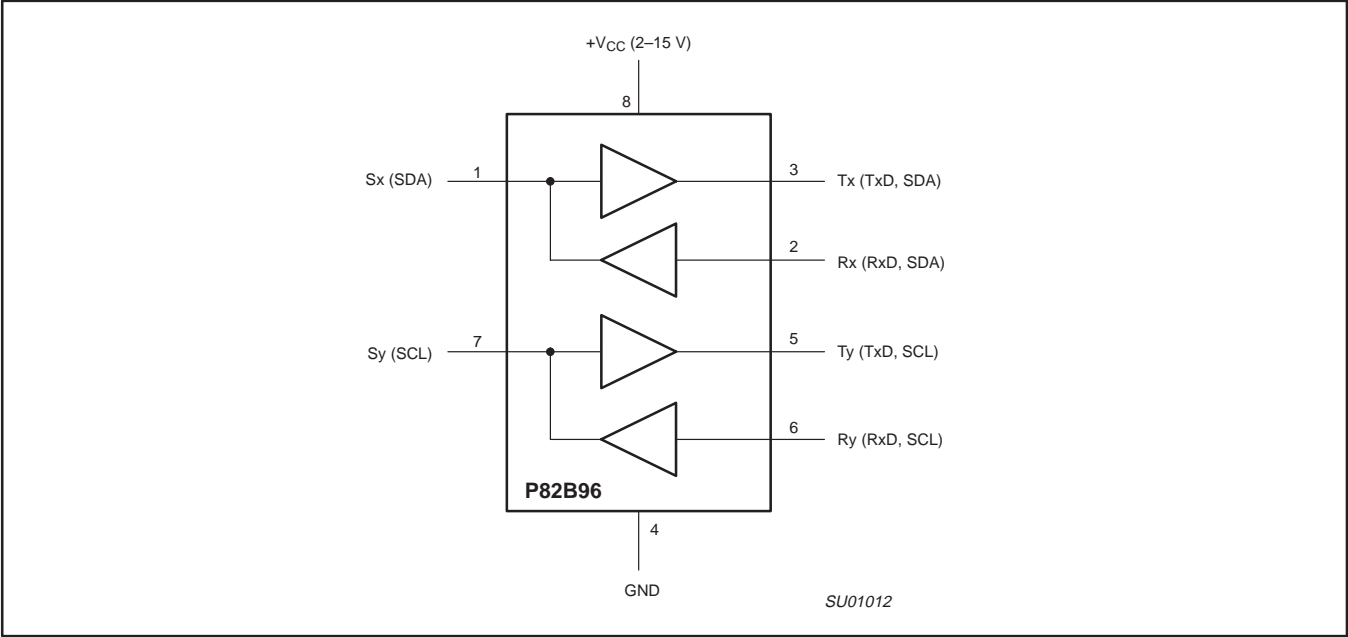 +VCC (2–15 V)
8
Sx (SDA)
1
3
Tx (TxD, SDA)
2
Rx (RxD, SDA)
Sy (SCL)
7
5
Ty (TxD, SCL)
6
Ry (RxD, SCL)
P82B96
4
GND
SU01012